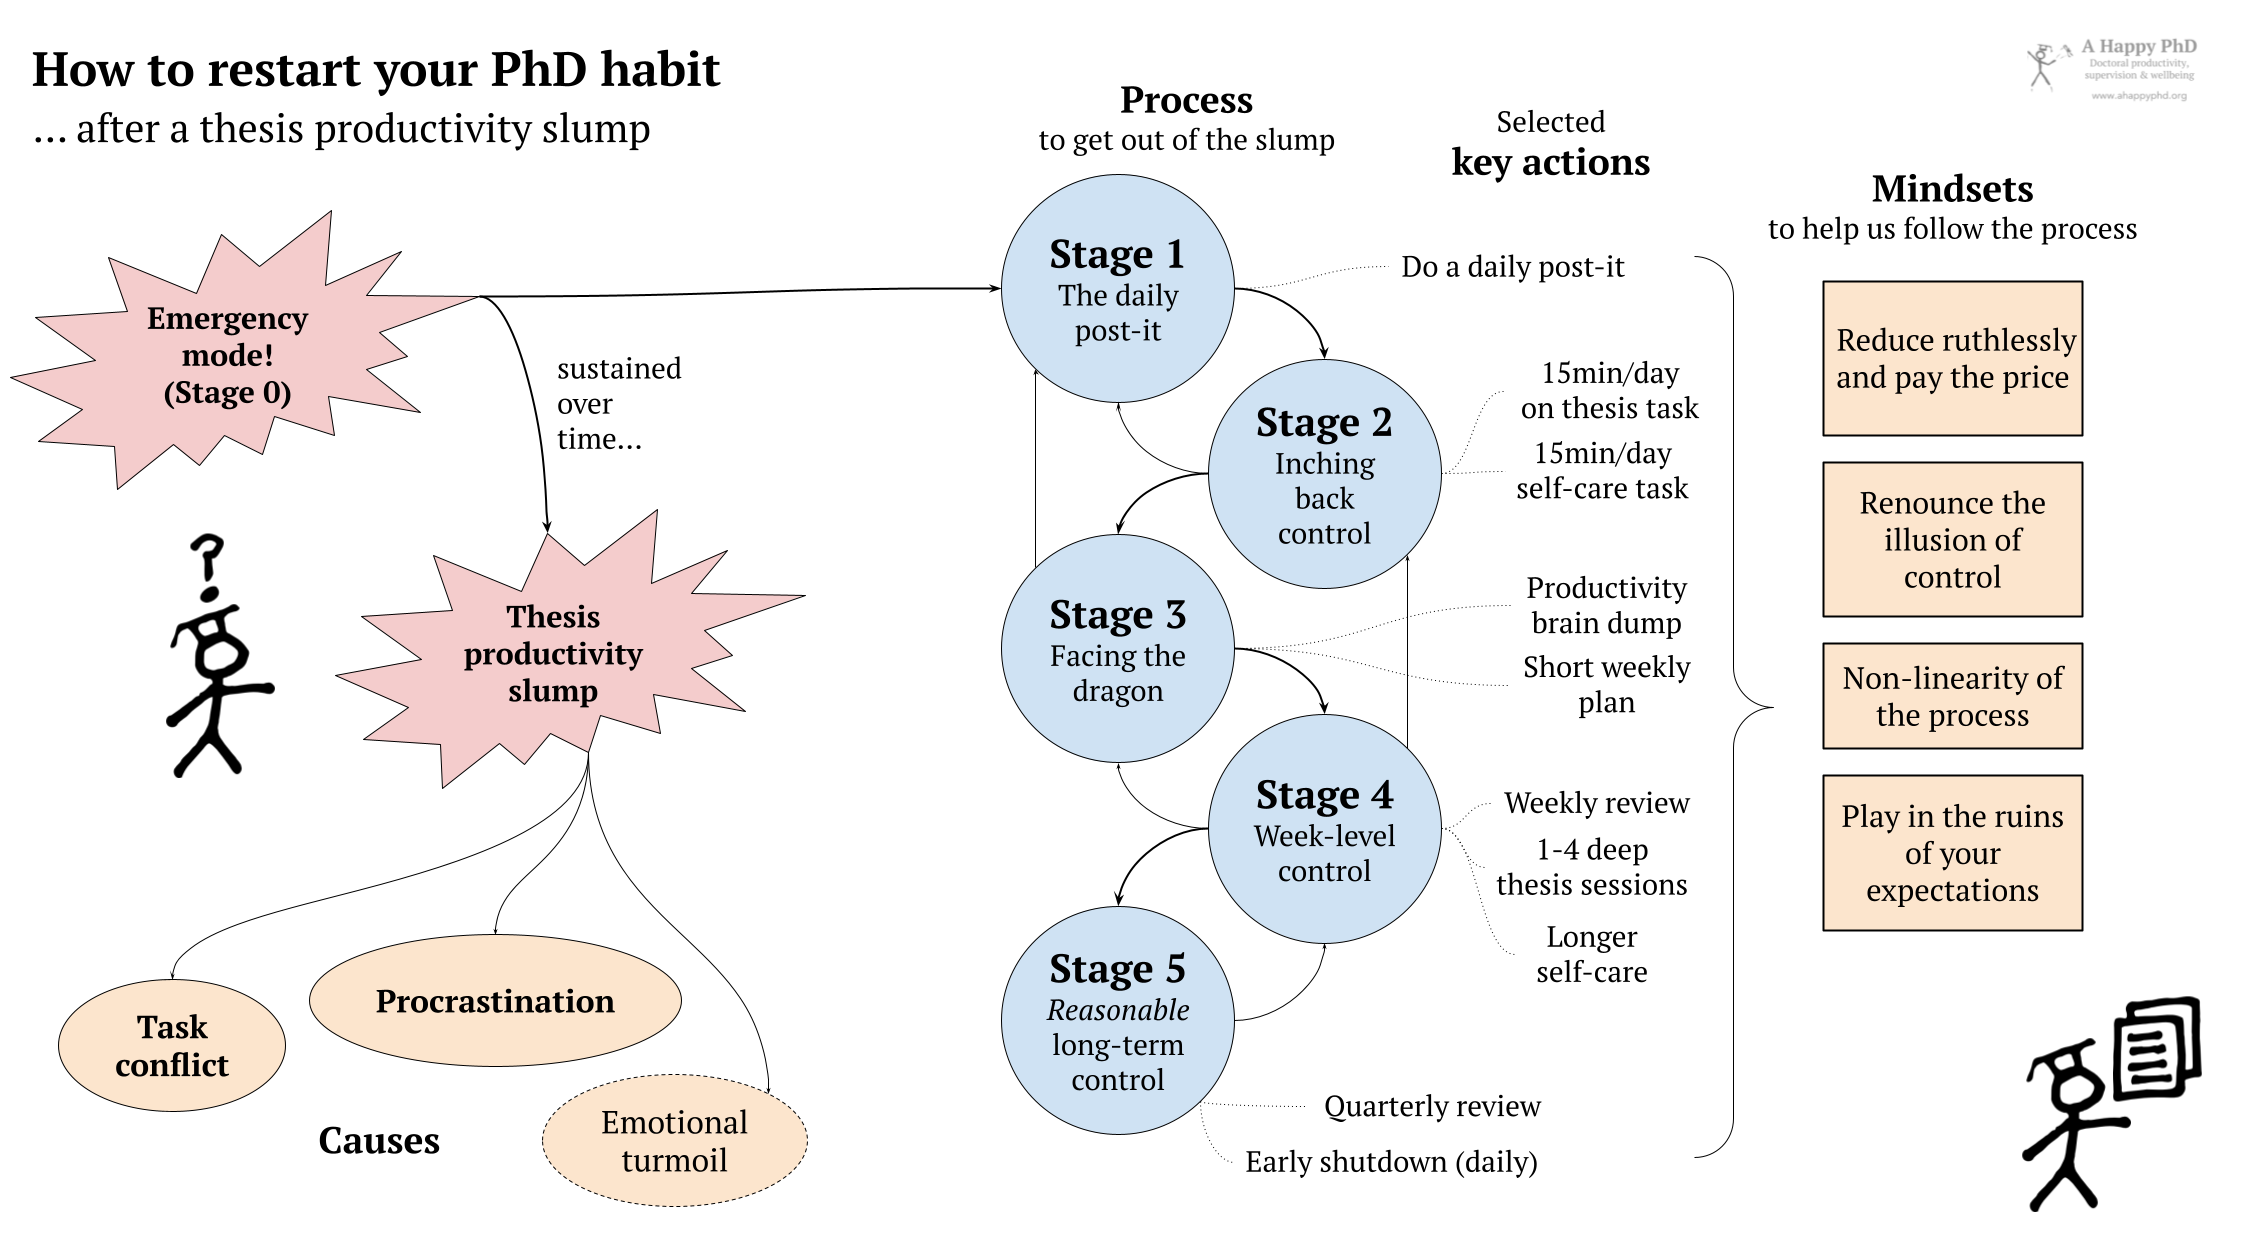 How to restart your PhD habit
... after a thesis productivity slump
A Happy PhD
Doctoral productivity,
supervision & wellbeing
www.ahappyphd.org
Emergency
mode!
(Stage 0)
sustained
over
time...
Thesis
productivity
slump
?
Task
conflict
Procrastination
Emotional
turmoil
Causes
Process
to get out of the slump
Stage 1
The daily
post-it
Stage 2
Inching
back
control
Stage 3
Facing the
dragon
Stage 4
Week-level
control
Stage 5
Reasonable
long-term
control
Selected
key actions
Do a daily post-it
15min/day
on thesis task
15min/day
self-care task
Productivity
brain dump
Short weekly
plan
Weekly review
1-4 deep
thesis sessions
Longer
self-care
Quarterly review
Early shutdown (daily)
Mindsets
to help us follow the process
Reduce ruthlessly
and pay the price
Renounce the
illusion of
control
Non-linearity of
the process
Play in the ruins
of your
expectations